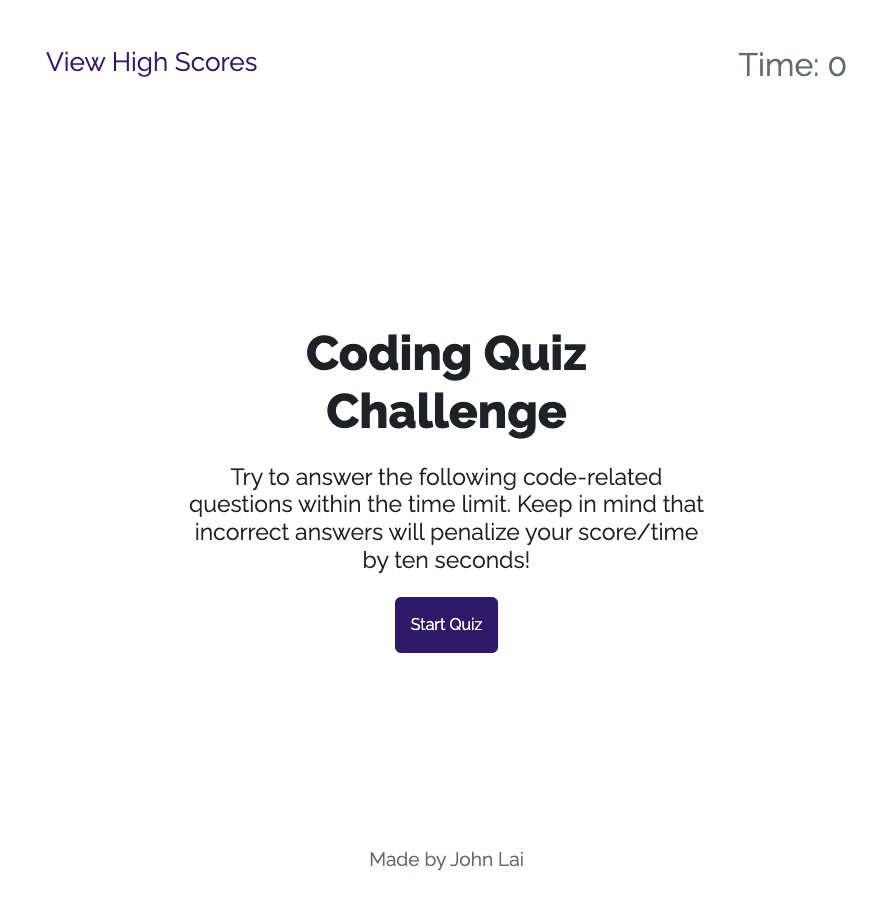 View High Scores
Time: 0
Coding Quiz
Challenge
Try to answer the following code-related
questions within the time limit. Keep in mind that
incorrect answers will penalize your score/time
by ten seconds!
Start Quiz
Made by John Lai